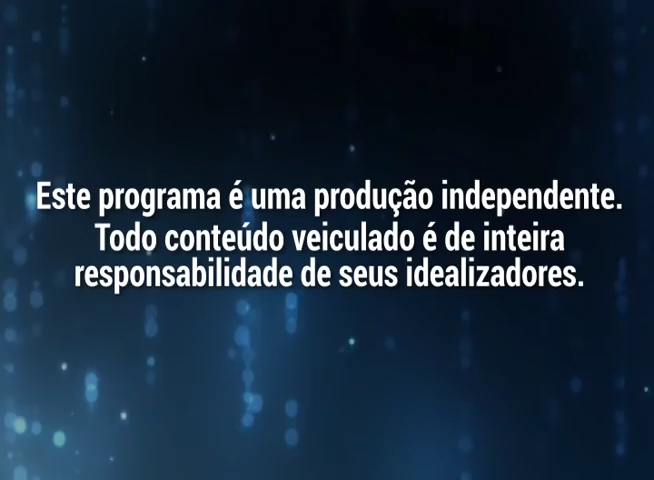 Este programa é uma produção independente.
Todo conteúdo veiculado é de inteira
responsabilidade de seus idealizadores.